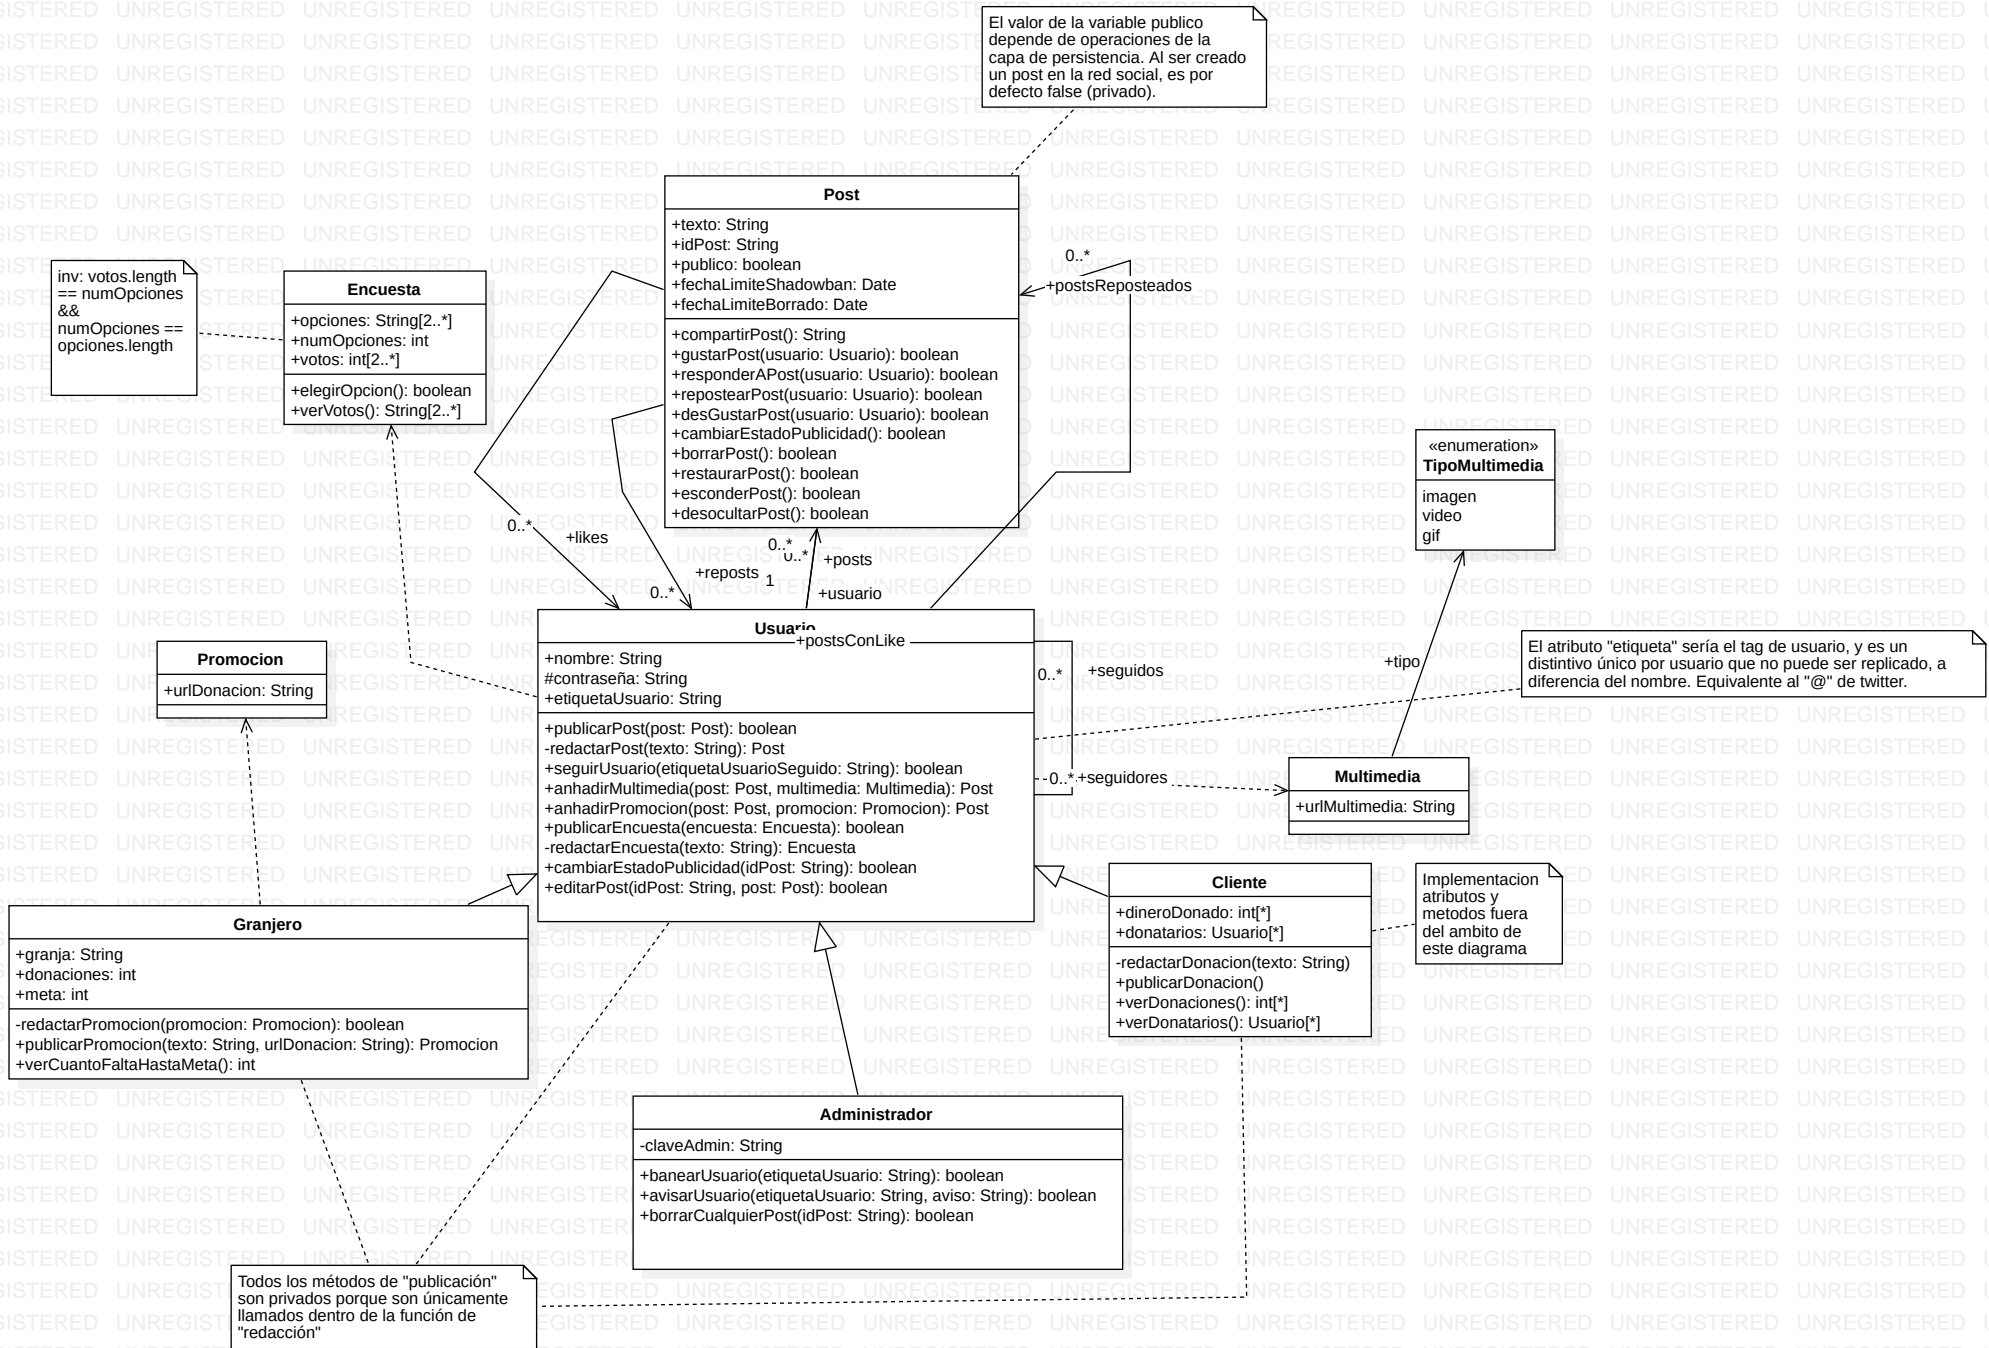 El valor de la variable publico
depende de operaciones de la
capa de persistencia. Al ser creado
un post en la red social, es por
defecto false (privado).
Post
+texto: String
+idPost: String
+publico: boolean
+fechaLimiteShadowban: Date
+fechaLimiteBorrado: Date
+compartirPost(): String
+gustarPost(usuario: Usuario): boolean
+responderAPost(usuario: Usuario): boolean
+repostearPost(usuario: Usuario): boolean
+desGustarPost(usuario: Usuario): boolean
+cambiarEstadoPublicidad(): boolean
+borrarPost(): boolean
+restaurarPost(): boolean
+esconderPost(): boolean
+desocultarPost(): boolean
0..*
+postsReposteados
inv: votos.length
== numOpciones
&&
numOpciones ==
opciones.length
Encuesta
+opciones: String[2..*]
+numOpciones: int
+votos: int[2..*]
+elegirOpcion(): boolean
+verVotos(): String[2..*]
«enumeration»
TipoMultimedia
imagen
video
gif
0..*
+likes
0..*
0..*
+posts
+reposts
1
0..*
+usuario
Usuario
+postsConLike
+nombre: String
#contraseña: String
+etiquetaUsuario: String
+publicarPost(post: Post): boolean
-redactarPost(texto: String): Post
+seguirUsuario(etiquetaUsuarioSeguido: String): boolean
+anhadirMultimedia(post: Post, multimedia: Multimedia): Post
+anhadirPromocion(post: Post, promocion: Promocion): Post
+publicarEncuesta(encuesta: Encuesta): boolean
-redactarEncuesta(texto: String): Encuesta
+cambiarEstadoPublicidad(idPost: String): boolean
+editarPost(idPost: String, post: Post): boolean
0..*
+seguidos
0..*
+seguidores
+tipo
El atributo "etiqueta" sería el tag de usuario, y es un
distintivo único por usuario que no puede ser replicado, a
diferencia del nombre. Equivalente al "@" de twitter.
Promocion
+urlDonacion: String
Multimedia
+urlMultimedia: String
Granjero
+granja: String
+donaciones: int
+meta: int
-redactarPromocion(promocion: Promocion): boolean
+publicarPromocion(texto: String, urlDonacion: String): Promocion
+verCuantoFaltaHastaMeta(): int
Cliente
+dineroDonado: int[*]
+donatarios: Usuario[*]
-redactarDonacion(texto: String)
+publicarDonacion()
+verDonaciones(): int[*]
+verDonatarios(): Usuario[*]
Implementacion
atributos y
metodos fuera
del ambito de
este diagrama
Administrador
-claveAdmin: String
+banearUsuario(etiquetaUsuario: String): boolean
+avisarUsuario(etiquetaUsuario: String, aviso: String): boolean
+borrarCualquierPost(idPost: String): boolean
Todos los métodos de "publicación"
son privados porque son únicamente
llamados dentro de la función de
"redacción"
UNREGISTERED